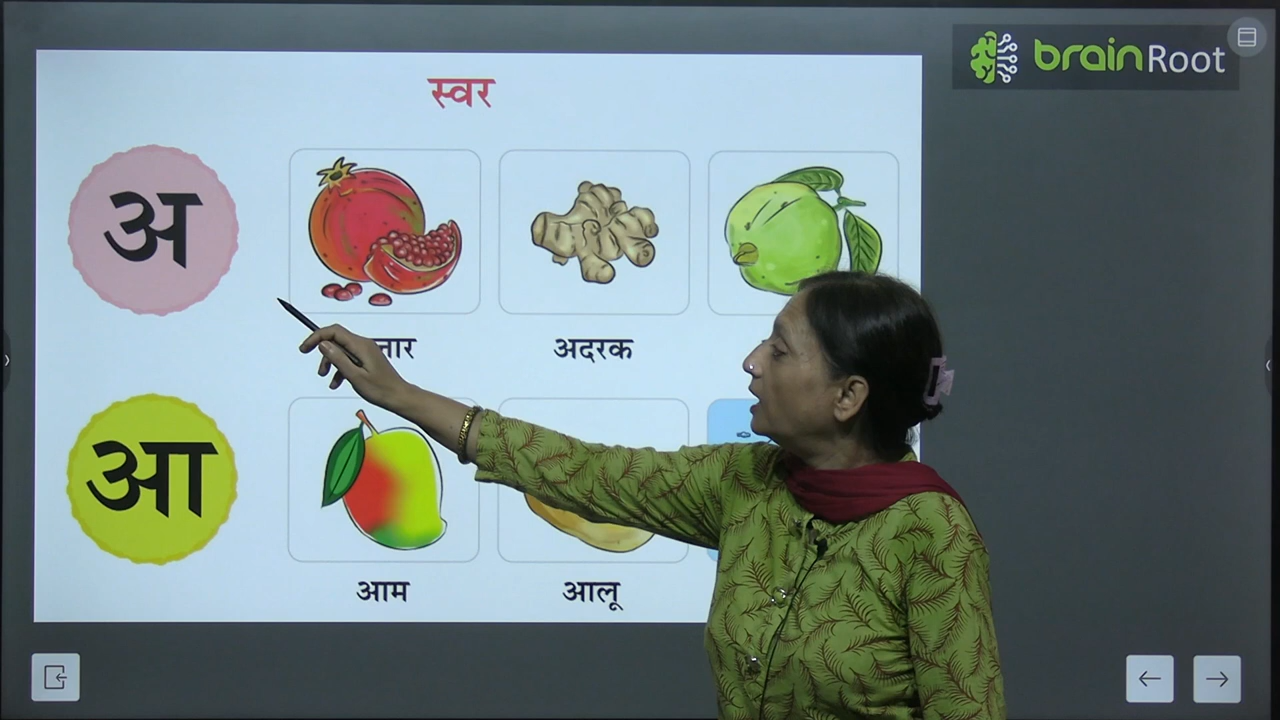 brainRoot
स्वर
अ
नार अदरक
आ
आम आलू